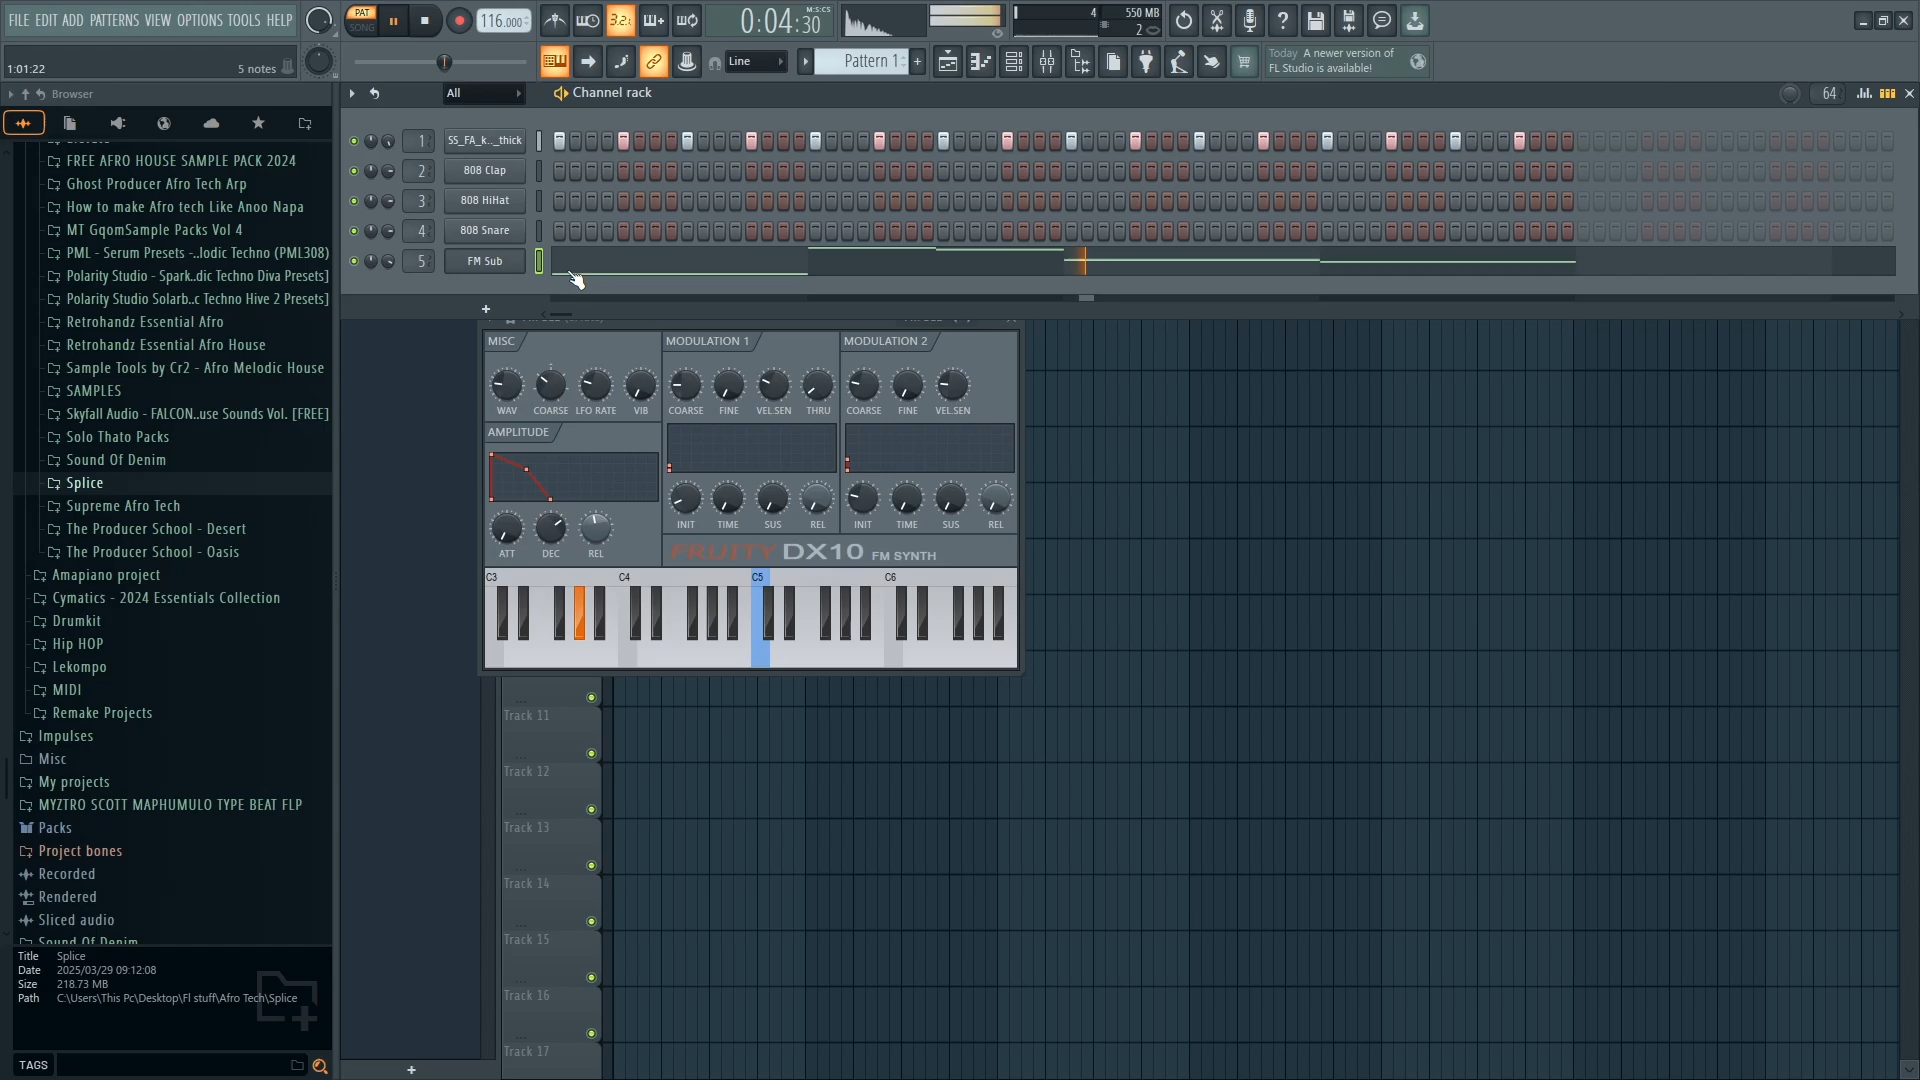 FILE EDIT ADD PATTERNS VIEW OPTIONS TOOLS HELP
PAT
SONG
116.000
3.2.
0:04:30
M:S:CS
4
550 MB
2
1:01:22
5 notes
Line
Pattern 1
+
Today A newer version of
FL Studio is available!
Browser
All
Channel rack
64
FREE AFRO HOUSE SAMPLE PACK 2024
Ghost Producer Afro Tech Arp
How to make Afro tech Like Anoo Napa
MT GqomSample Packs Vol 4
PML - Serum Presets -..lodic Techno (PML308)
Polarity Studio - Spark..dic Techno Diva Presets]
Polarity Studio Solarb..c Techno Hive 2 Presets]
Retrohandz Essential Afro
Retrohandz Essential Afro House
Sample Tools by Cr2 - Afro Melodic House
SAMPLES
Skyfall Audio - FALCON..use Sounds Vol. [FREE]
Solo Thato Packs
Sound Of Denim
Splice
Supreme Afro Tech
The Producer School - Desert
The Producer School - Oasis
Amapiano project
Cymatics - 2024 Essentials Collection
Drumkit
Hip HOP
Lekompo
MIDI
Remake Projects
Impulses
Misc
My projects
MYZTRO SCOTT MAPHUMULO TYPE BEAT FLP
Packs
Project bones
Recorded
Rendered
Sliced audio
Sound Of Denim
Title Splice
Date 2025/03/29 09:12:08
Size 218.73 MB
Path C:\Users\This Pc\Desktop\Fl stuff\Afro Tech\Splice
TAGS
1 SS_FA_k.._thick
2 808 Clap
3 808 HiHat
4 808 Snare
5 FM Sub
+
MISC
MODULATION 1
MODULATION 2
WAV COARSE LFO RATE VIB
COARSE FINE VEL.SEN THRU
COARSE FINE VEL.SEN
AMPLITUDE
ATT DEC REL
INIT TIME SUS REL
INIT TIME SUS REL
FRUITY DX10 FM SYNTH
C3 C4 C5 C6
Track 11
Track 12
Track 13
Track 14
Track 15
Track 16
Track 17
+